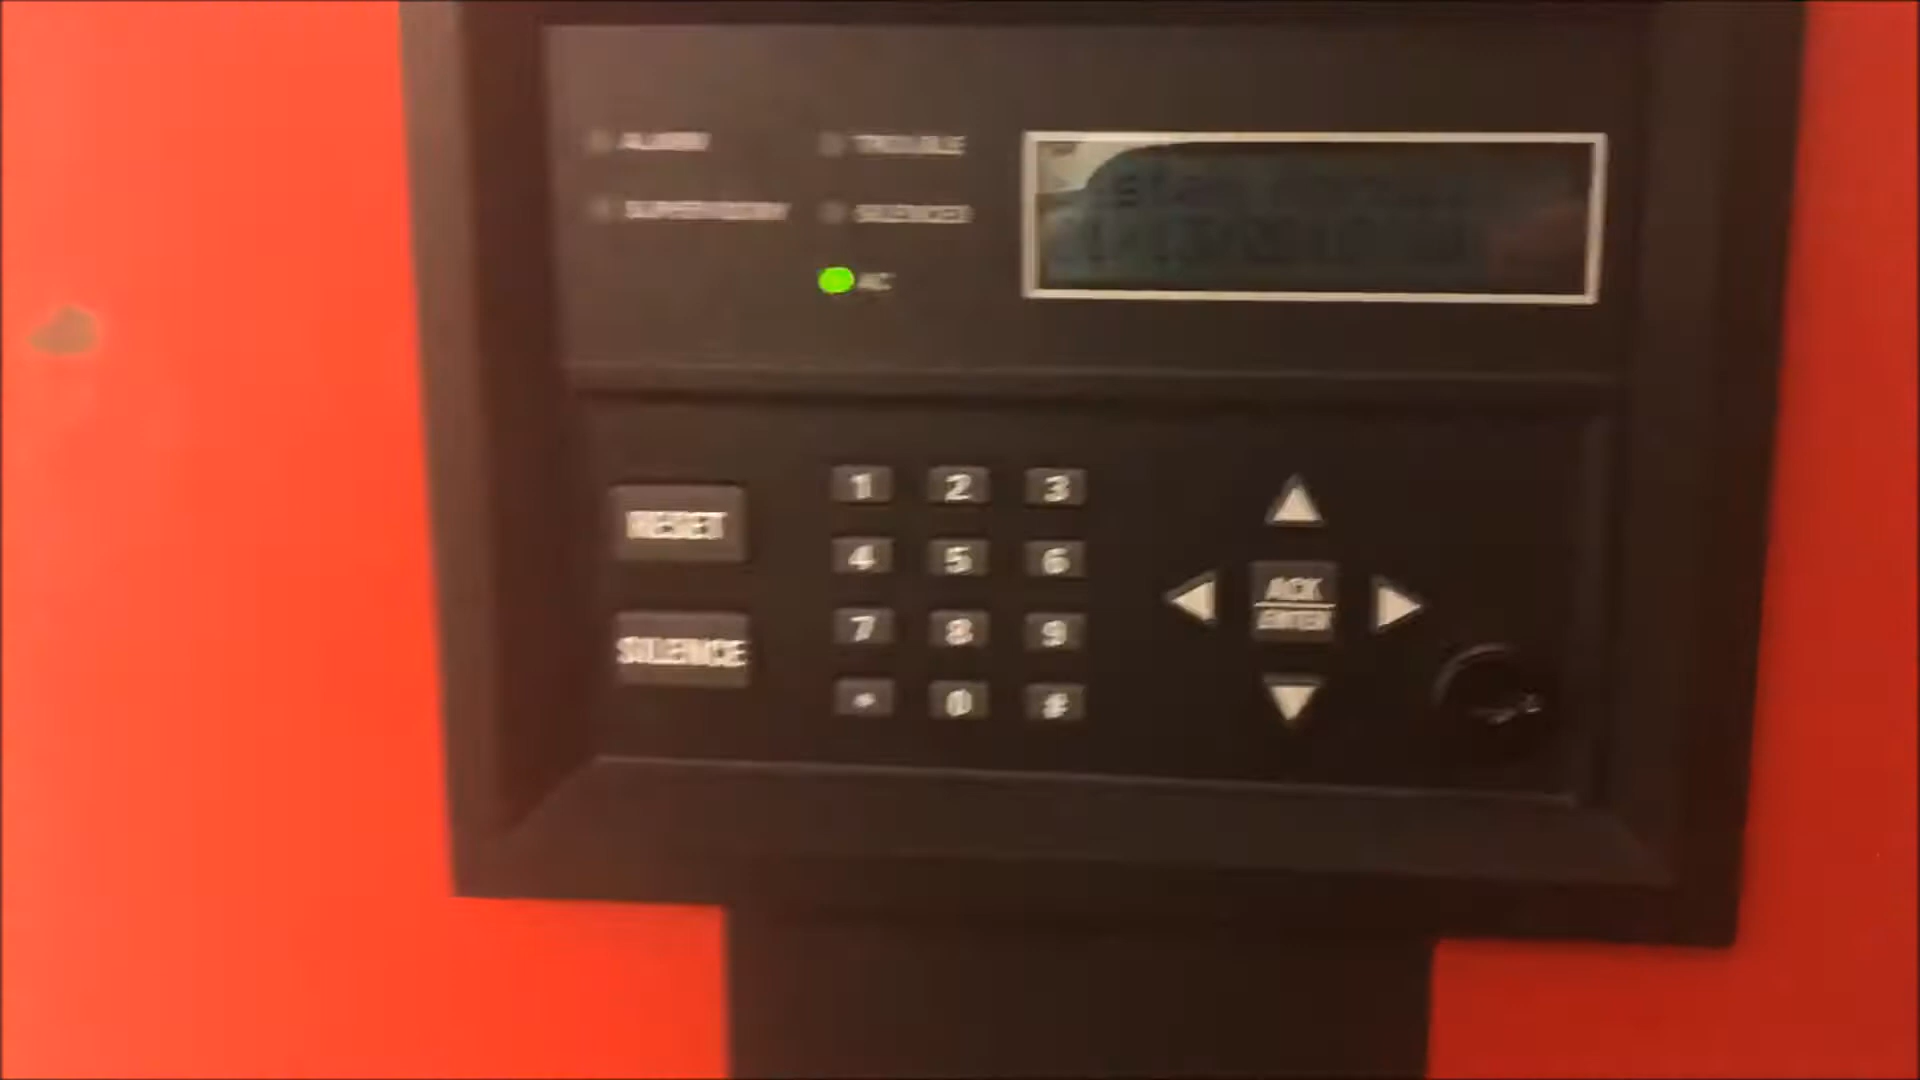 ALARM
TROUBLE
SUPERVISORY
SILENCED
AC
RESET
SILENCE
1 2 3
4 5 6
7 8 9
* 0 #
ACK
ENTER